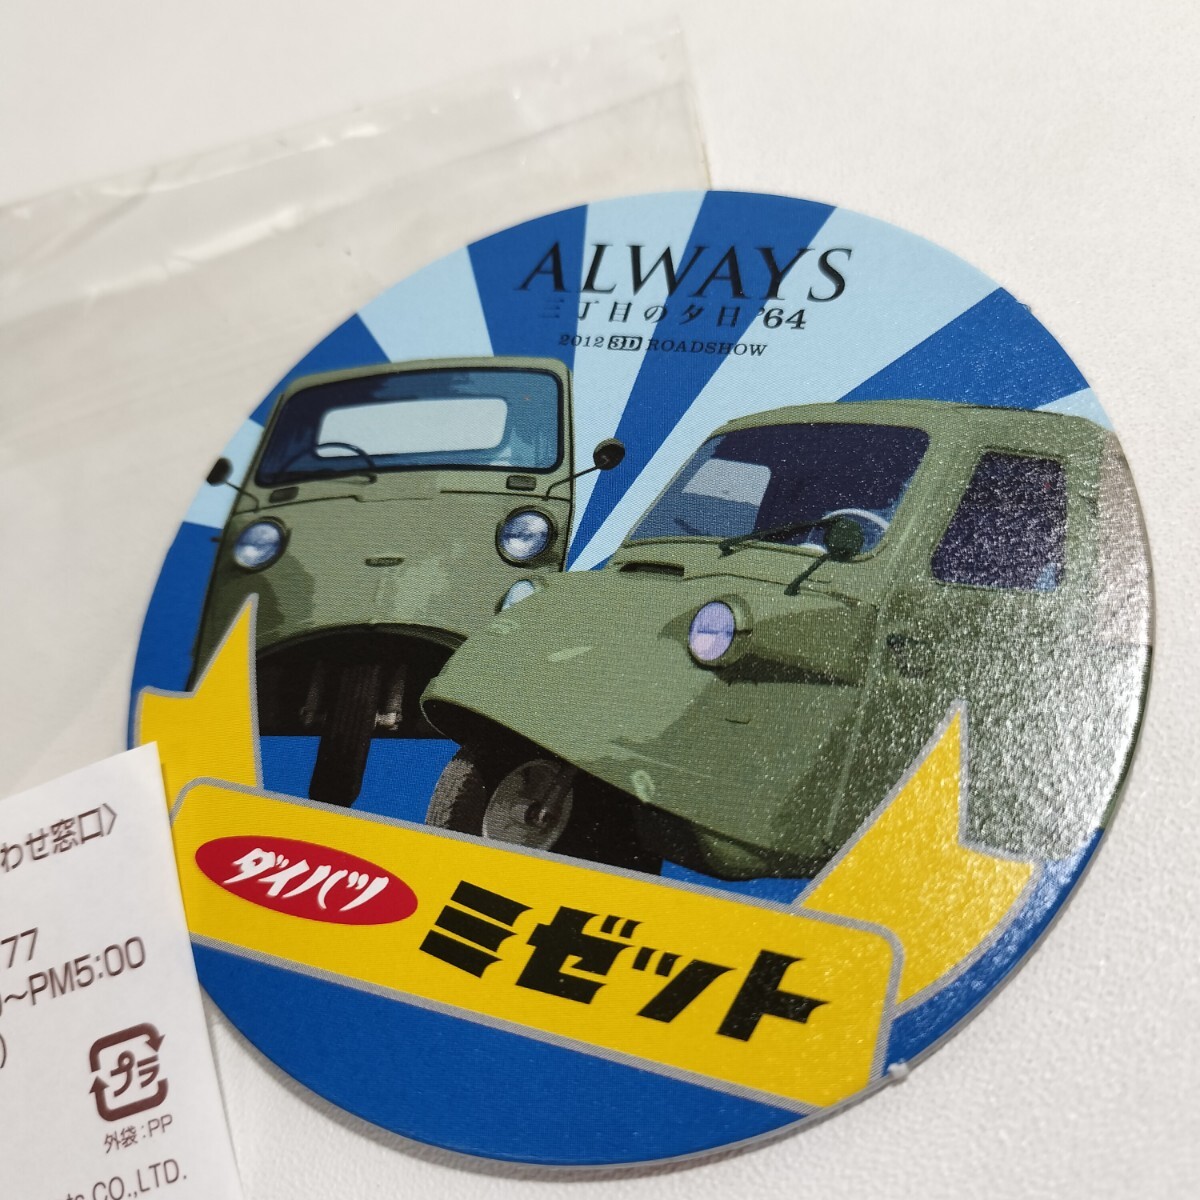 ALWAYS
三丁目の夕日 '64
2012 3D ROADSHOW
ダイハツ ミゼット
わせ窓口〉
77
～PM5:00
)
プラ
外袋:PP
CO.,LTD.